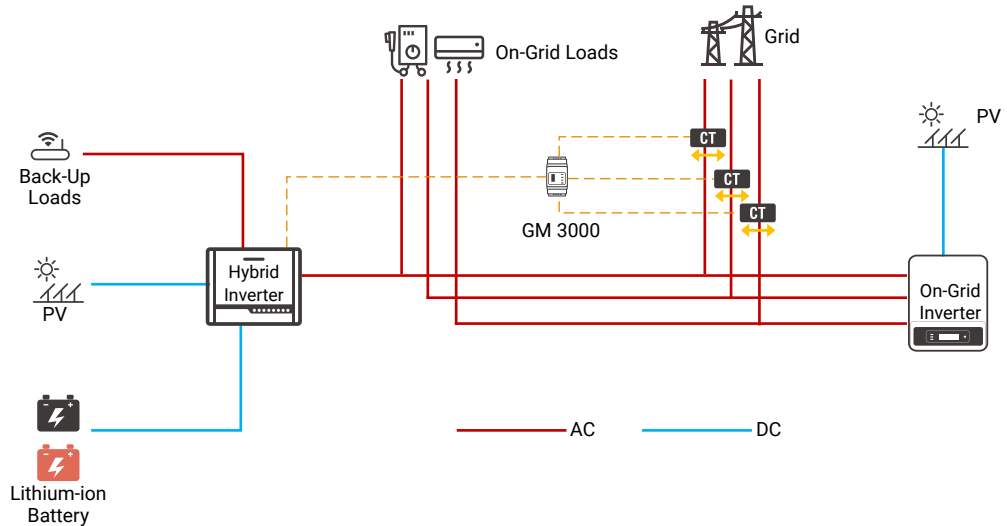 On-Grid Loads
Grid
PV
CT
CT
CT
Back-Up
Loads
GM 3000
Hybrid
Inverter
PV
On-Grid
Inverter
AC
DC
Lithium-ion
Battery